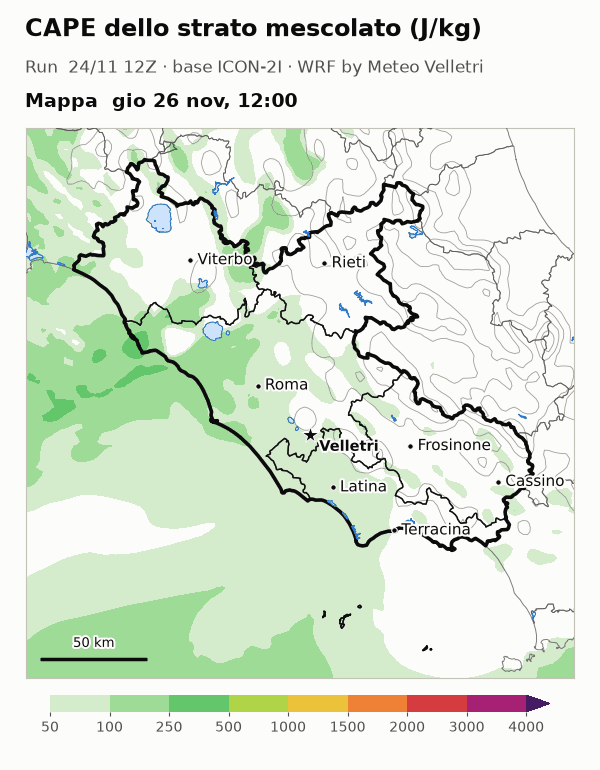 CAPE dello strato mescolato (J/kg)
Run 24/11 12Z · base ICON-2I · WRF by Meteo Velletri
Mappa gio 26 nov, 12:00
Viterbo
Rieti
Roma
Velletri
Frosinone
Latina
Cassino
Terracina
50 km
50 100 250 500 1000 1500 2000 3000 4000